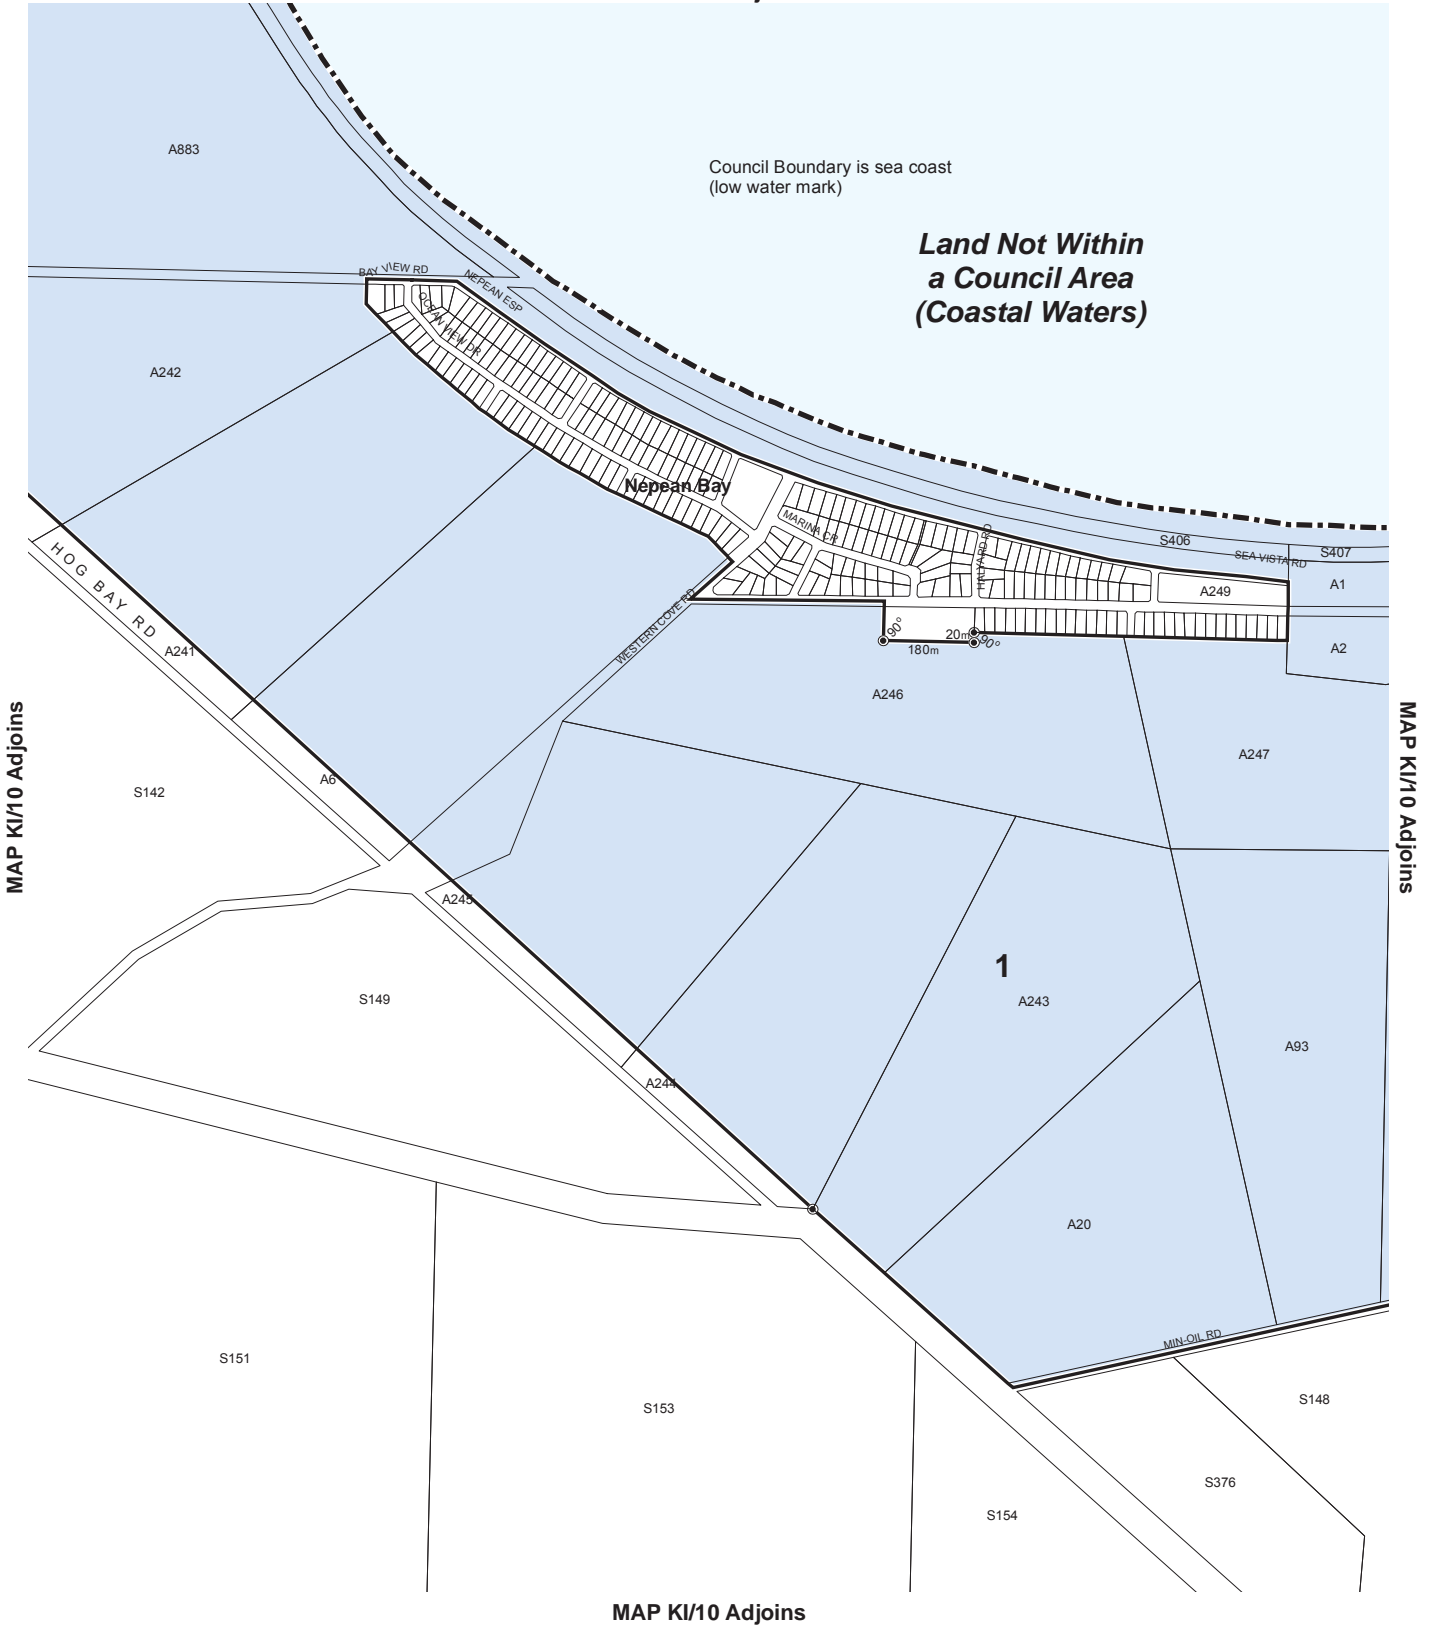 A883
Council Boundary is sea coast
(low water mark)
Land Not Within
a Council Area
(Coastal Waters)
BAY VIEW RD
NEPEAN ESP
OCEAN VIEW DR
A242
Nepean Bay
MARINA CR
HALYARD RD
S406
SEA VISTA RD
S407
A1
A249
HOG BAY RD
WESTERN COVE RD
90°
20m
90°
180m
A241
A2
A246
A247
MAP KI/10 Adjoins
MAP KI/10 Adjoins
S142
A6
A245
1
S149
A243
A93
A244
A20
MIN-OIL RD
S151
S153
S148
S376
S154
MAP KI/10 Adjoins